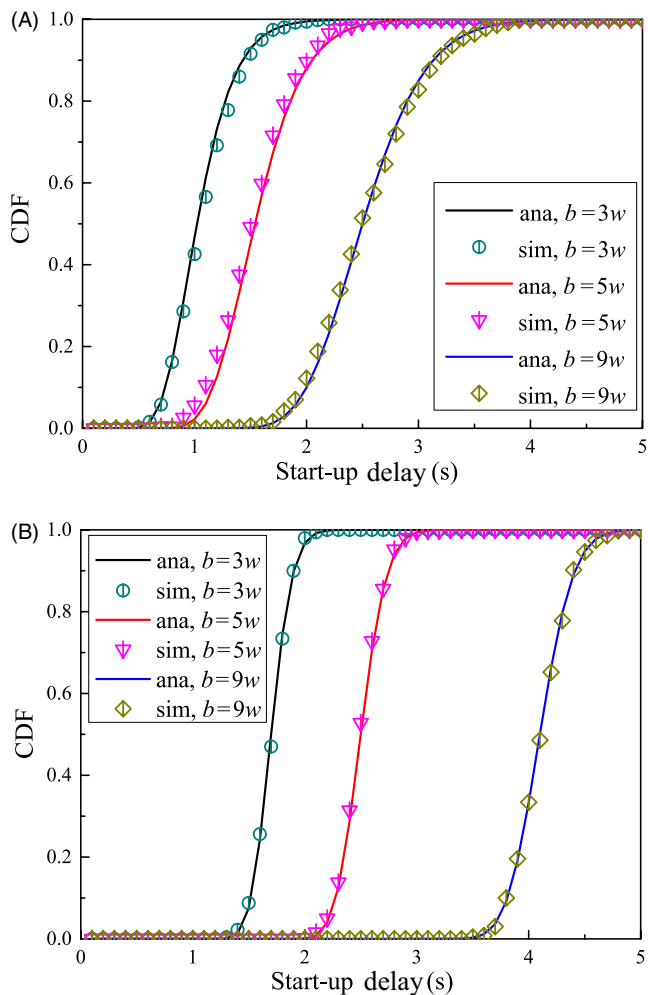 (A)
1.0
0.8
0.6
0.4
0.2
0.0
CDF
ana, b=3w
sim, b=3w
ana, b=5w
sim, b=5w
ana, b=9w
sim, b=9w
0 1 2 3 4 5
Start-up delay (s)
(B)
1.0
0.8
0.6
0.4
0.2
0.0
CDF
ana, b=3w
sim, b=3w
ana, b=5w
sim, b=5w
ana, b=9w
sim, b=9w
0 1 2 3 4 5
Start-up delay (s)